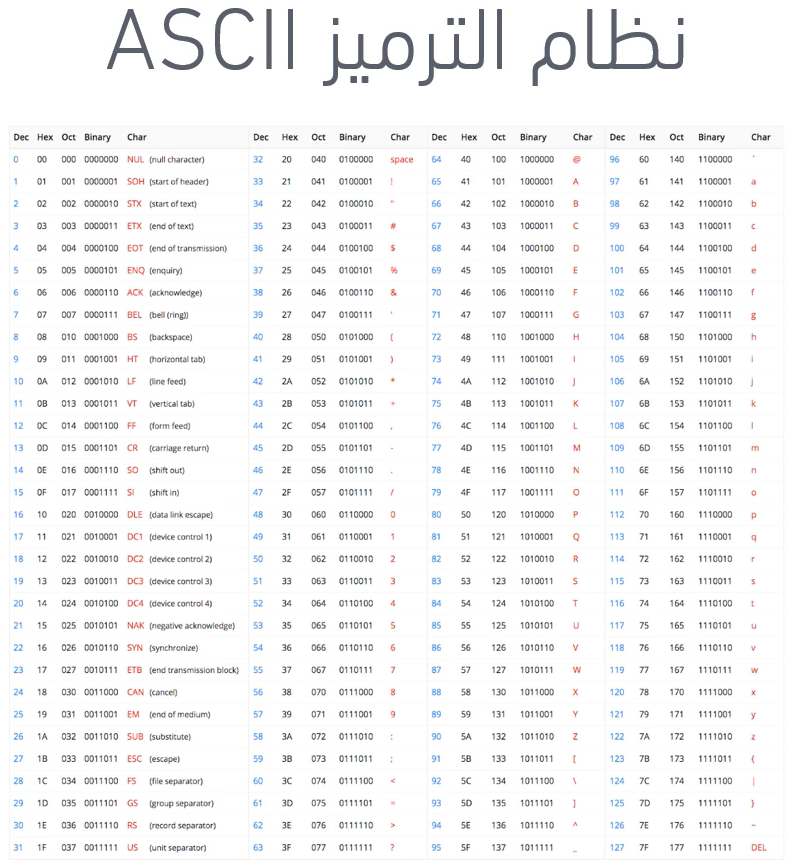 نظام الترميز ASCII
Dec Hex Oct Binary Char Dec Hex Oct Binary Char Dec Hex Oct Binary Char Dec Hex Oct Binary Char
0 00 000 0000000 NUL (null character) 32 20 040 0100000 space 64 40 100 1000000 @ 96 60 140 1100000 `
1 01 001 0000001 SOH (start of header) 33 21 041 0100001 ! 65 41 101 1000001 A 97 61 141 1100001 a
2 02 002 0000010 STX (start of text) 34 22 042 0100010 " 66 42 102 1000010 B 98 62 142 1100010 b
3 03 003 0000011 ETX (end of text) 35 23 043 0100011 # 67 43 103 1000011 C 99 63 143 1100011 c
4 04 004 0000100 EOT (end of transmission) 36 24 044 0100100 $ 68 44 104 1000100 D 100 64 144 1100100 d
5 05 005 0000101 ENQ (enquiry) 37 25 045 0100101 % 69 45 105 1000101 E 101 65 145 1100101 e
6 06 006 0000110 ACK (acknowledge) 38 26 046 0100110 & 70 46 106 1000110 F 102 66 146 1100110 f
7 07 007 0000111 BEL (bell (ring)) 39 27 047 0100111 ' 71 47 107 1000111 G 103 67 147 1100111 g
8 08 010 0001000 BS (backspace) 40 28 050 0101000 ( 72 48 110 1001000 H 104 68 150 1101000 h
9 09 011 0001001 HT (horizontal tab) 41 29 051 0101001 ) 73 49 111 1001001 I 105 69 151 1101001 i
10 0A 012 0001010 LF (line feed) 42 2A 052 0101010 * 74 4A 112 1001010 J 106 6A 152 1101010 j
11 0B 013 0001011 VT (vertical tab) 43 2B 053 0101011 + 75 4B 113 1001011 K 107 6B 153 1101011 k
12 0C 014 0001100 FF (form feed) 44 2C 054 0101100 , 76 4C 114 1001100 L 108 6C 154 1101100 l
13 0D 015 0001101 CR (carriage return) 45 2D 055 0101101 - 77 4D 115 1001101 M 109 6D 155 1101101 m
14 0E 016 0001110 SO (shift out) 46 2E 056 0101110 . 78 4E 116 1001110 N 110 6E 156 1101110 n
15 0F 017 0001111 SI (shift in) 47 2F 057 0101111 / 79 4F 117 1001111 O 111 6F 157 1101111 o
16 10 020 0010000 DLE (data link escape) 48 30 060 0110000 0 80 50 120 1010000 P 112 70 160 1110000 p
17 11 021 0010001 DC1 (device control 1) 49 31 061 0110001 1 81 51 121 1010001 Q 113 71 161 1110001 q
18 12 022 0010010 DC2 (device control 2) 50 32 062 0110010 2 82 52 122 1010010 R 114 72 162 1110010 r
19 13 023 0010011 DC3 (device control 3) 51 33 063 0110011 3 83 53 123 1010011 S 115 73 163 1110011 s
20 14 024 0010100 DC4 (device control 4) 52 34 064 0110100 4 84 54 124 1010100 T 116 74 164 1110100 t
21 15 025 0010101 NAK (negative acknowledge) 53 35 065 0110101 5 85 55 125 1010101 U 117 75 165 1110101 u
22 16 026 0010110 SYN (synchronize) 54 36 066 0110110 6 86 56 126 1010110 V 118 76 166 1110110 v
23 17 027 0010111 ETB (end transmission block) 55 37 067 0110111 7 87 57 127 1010111 W 119 77 167 1110111 w
24 18 030 0011000 CAN (cancel) 56 38 070 0111000 8 88 58 130 1011000 X 120 78 170 1111000 x
25 19 031 0011001 EM (end of medium) 57 39 071 0111001 9 89 59 131 1011001 Y 121 79 171 1111001 y
26 1A 032 0011010 SUB (substitute) 58 3A 072 0111010 : 90 5A 132 1011010 Z 122 7A 172 1111010 z
27 1B 033 0011011 ESC (escape) 59 3B 073 0111011 ; 91 5B 133 1011011 [ 123 7B 173 1111011 {
28 1C 034 0011100 FS (file separator) 60 3C 074 0111100 < 92 5C 134 1011100 \ 124 7C 174 1111100 |
29 1D 035 0011101 GS (group separator) 61 3D 075 0111101 = 93 5D 135 1011101 ] 125 7D 175 1111101 }
30 1E 036 0011110 RS (record separator) 62 3E 076 0111110 > 94 5E 136 1011110 ^ 126 7E 176 1111110 ~
31 1F 037 0011111 US (unit separator) 63 3F 077 0111111 ? 95 5F 137 1011111 _ 127 7F 177 1111111 DEL